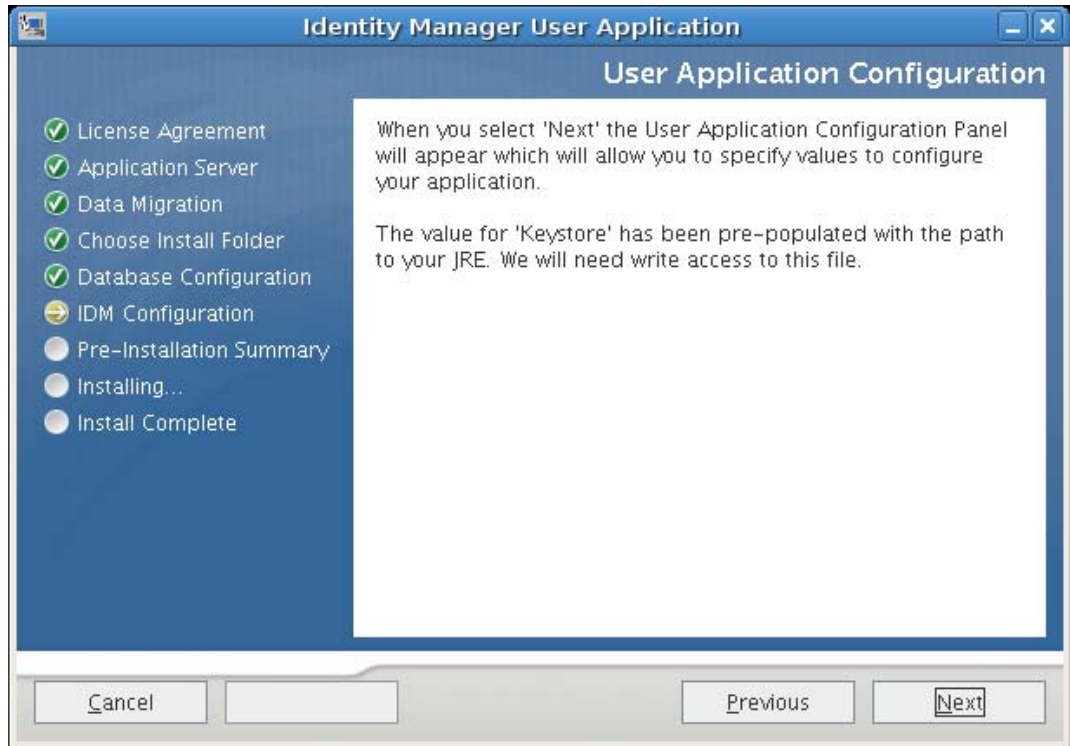 Identity Manager User Application
User Application Configuration
License Agreement
Application Server
Data Migration
Choose Install Folder
Database Configuration
IDM Configuration
Pre-Installation Summary
Installing...
Install Complete
When you select 'Next' the User Application Configuration Panel
will appear which will allow you to specify values to configure
your application.
The value for 'Keystore' has been pre-populated with the path
to your JRE. We will need write access to this file.
Cancel
Previous
Next